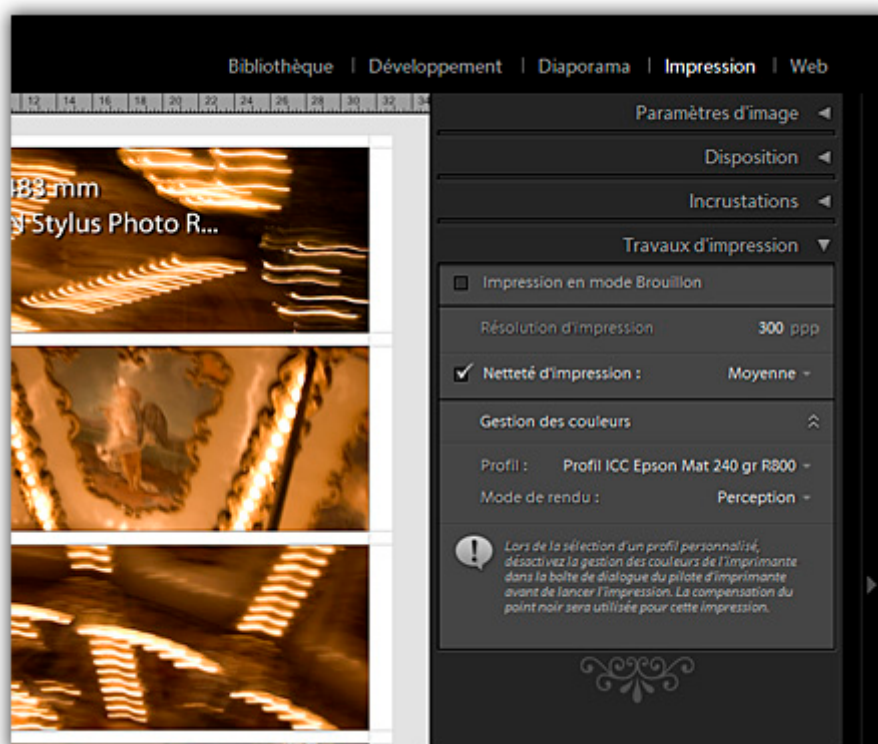 Bibliothèque | Développement | Diaporama | Impression | Web
12 14 16 18 20 22 24 26 28 30 32 34
Paramètres d'image
Disposition
Incrustations
Travaux d'impression
483 mm
N Stylus Photo R...
Impression en mode Brouillon
Résolution d'impression 300 ppp
Netteté d'impression : Moyenne
Gestion des couleurs
Profil : Profil ICC Epson Mat 240 gr R800
Mode de rendu : Perception
Lors de la sélection d'un profil personnalisé,
désactivez la gestion des couleurs de l'imprimante
dans la boîte de dialogue du pilote d'imprimante
avant de lancer l'impression. La compensation du
point noir sera utilisée pour cette impression.